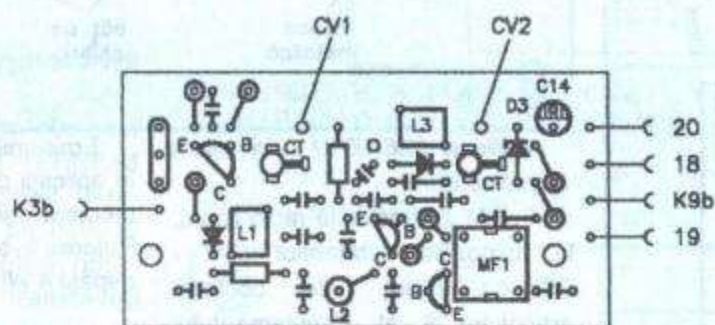 CV1 CV2
C14
D3
L3
20
E B CT O
18
CT
C
K3b K9b
E
L1 B
19
C C MF1
B
L2 E